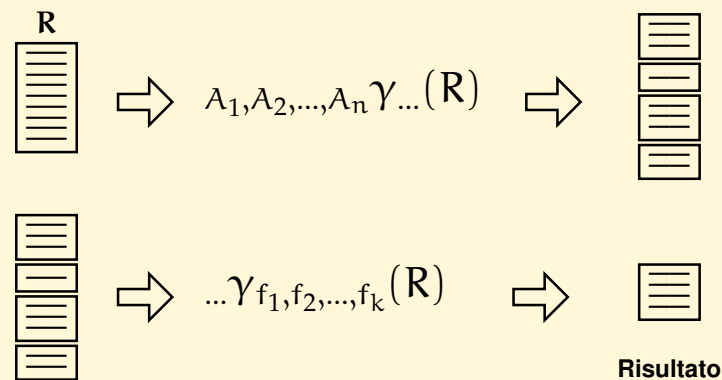 R
A₁,A₂,...,Aₙγ...(R)
...γf₁,f₂,...,fₖ(R)
Risultato